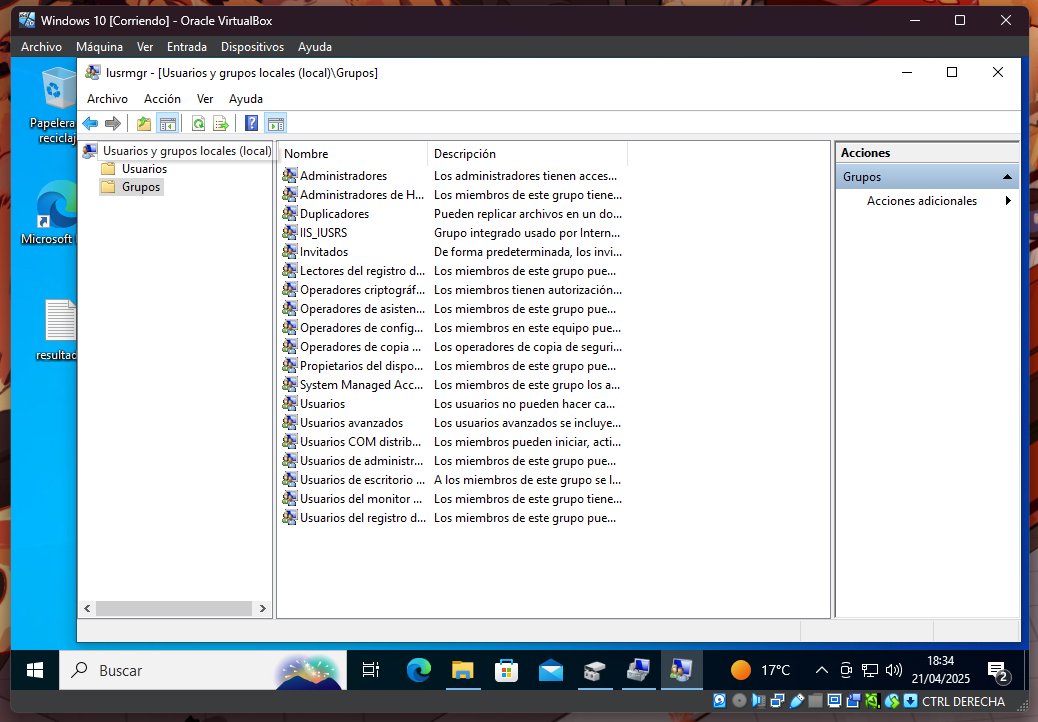 Windows 10 [Corriendo] - Oracle VirtualBox
Archivo Máquina Ver Entrada Dispositivos Ayuda
lusrmgr - [Usuarios y grupos locales (local)\Grupos]
Archivo Acción Ver Ayuda
Papelera
reciclaj
Microsoft
resultad
Usuarios y grupos locales (local)
Usuarios
Grupos
Nombre Descripción
Administradores Los administradores tienen acces...
Administradores de H... Los miembros de este grupo tiene...
Duplicadores Pueden replicar archivos en un do...
IIS_IUSRS Grupo integrado usado por Intern...
Invitados De forma predeterminada, los invi...
Lectores del registro d... Los miembros de este grupo pue...
Operadores criptográf... Los miembros tienen autorización...
Operadores de asisten... Los miembros de este grupo pue...
Operadores de config... Los miembros en este equipo pue...
Operadores de copia ... Los operadores de copia de seguri...
Propietarios del dispo... Los miembros de este grupo pue...
System Managed Acc... Los miembros de este grupo los a...
Usuarios Los usuarios no pueden hacer ca...
Usuarios avanzados Los usuarios avanzados se incluye...
Usuarios COM distrib... Los miembros pueden iniciar, acti...
Usuarios de administr... Los miembros de este grupo pue...
Usuarios de escritorio ... A los miembros de este grupo se l...
Usuarios del monitor ... Los miembros de este grupo tiene...
Usuarios del registro d... Los miembros de este grupo pue...
Acciones
Grupos
Acciones adicionales
Buscar
17°C
18:34
21/04/2025
2
CTRL DERECHA